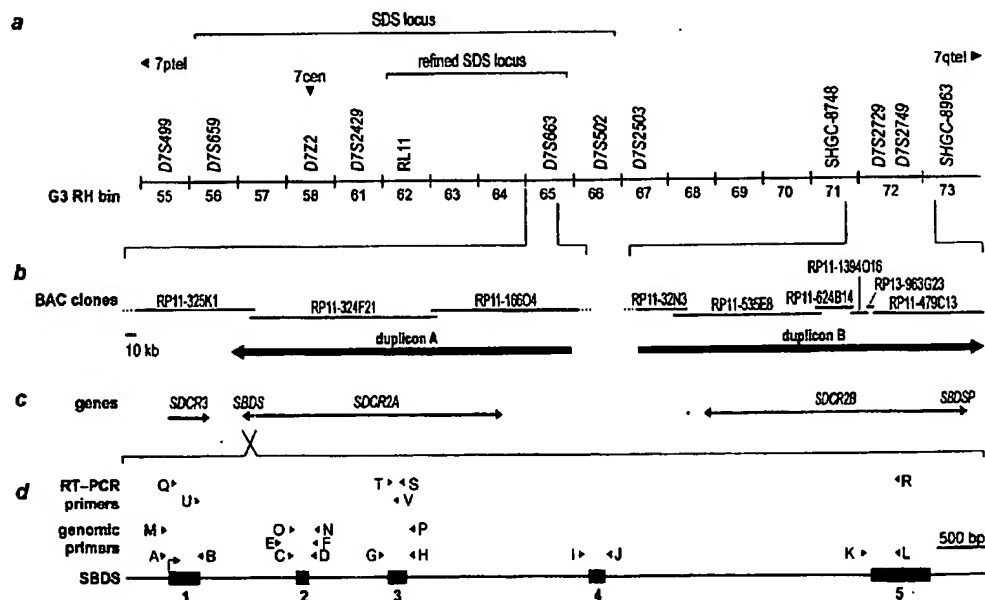 a
SDS locus
refined SDS locus
7ptel 7cen 7qtel
D7S499 D7S659 D7Z2 D7S2429 RL11 D7S663 D7S502 D7S2503 SHGC-8748 D7S2729 D7S2749 SHGC-8963
G3 RH bin 55 56 57 58 61 62 63 64 65 66 67 68 69 70 71 72 73
b
RP11-1394O16
RP13-963G23
BAC clones RP11-325K1 RP11-324F21 RP11-166O4 RP11-32N3 RP11-535E8 RP11-624B14 RP11-479C13
10 kb duplicon A duplicon B
c genes SDCR3 SBDS SDCR2A SDCR2B SBDSP
d RT–PCR primers Q U T S V R
genomic primers M O N P
E F
A B C D G H I J K L
500 bp
SBDS
1 2 3 4 5